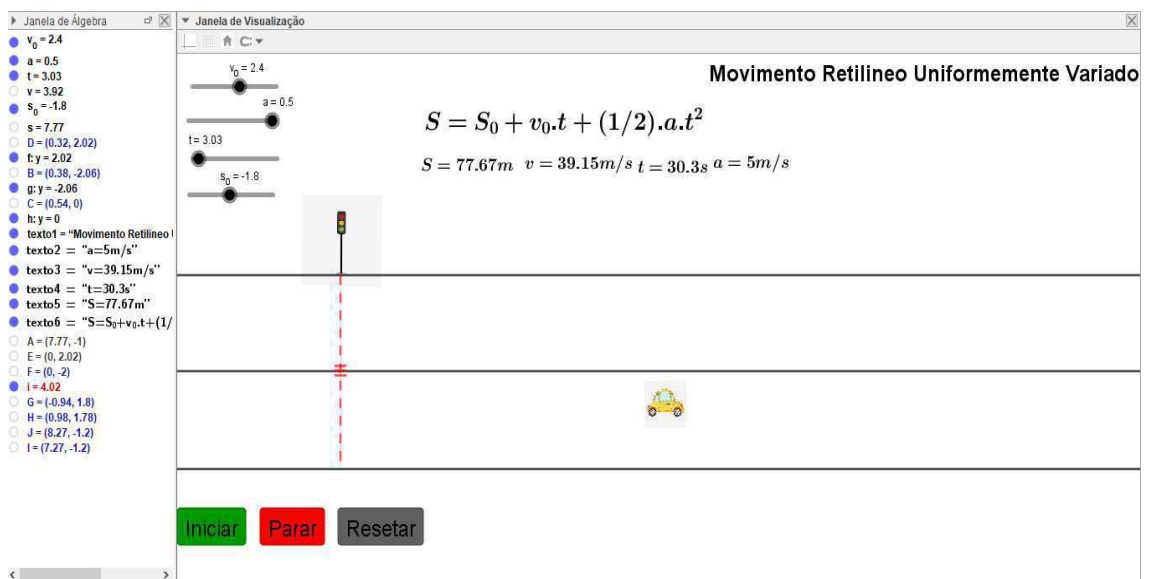 Janela de Álgebra
v0 = 2.4
a = 0.5
t = 3.03
v = 3.92
s0 = -1.8
s = 7.77
D = (0.32, 2.02)
f: y = 2.02
B = (0.38, -2.06)
g: y = -2.06
C = (0.54, 0)
h: y = 0
texto1 = "Movimento Retilineo
texto2 = "a=5m/s"
texto3 = "v=39.15m/s"
texto4 = "t=30.3s"
texto5 = "S=77.67m"
texto6 = "S=S₀+v₀.t+(1/
A = (7.77, -1)
E = (0, 2.02)
F = (0, -2)
i = 4.02
G = (-0.94, 1.8)
H = (0.98, 1.78)
J = (8.27, -1.2)
I = (7.27, -1.2)
Janela de Visualização
v0 = 2.4
a = 0.5
t = 3.03
s0 = -1.8
Movimento Retilineo Uniformemente Variado
S = S₀ + v₀.t + (1/2).a.t²
S = 77.67m v = 39.15m/s t = 30.3s a = 5m/s
Iniciar Parar Resetar